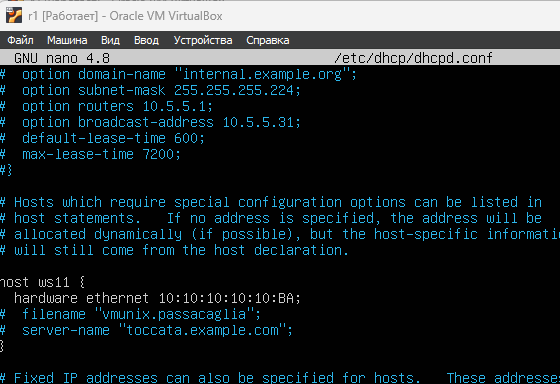 r1 [Работает] - Oracle VM VirtualBox
Файл Машина Вид Ввод Устройства Справка
GNU nano 4.8 /etc/dhcp/dhcpd.conf
#  option domain-name "internal.example.org";
#  option subnet-mask 255.255.255.224;
#  option routers 10.5.5.1;
#  option broadcast-address 10.5.5.31;
#  default-lease-time 600;
#  max-lease-time 7200;
#}
# Hosts which require special configuration options can be listed in
# host statements.   If no address is specified, the address will be
# allocated dynamically (if possible), but the host-specific informati
# will still come from the host declaration.
host ws11 {
  hardware ethernet 10:10:10:10:10:BA;
#  filename "vmunix.passacaglia";
#  server-name "toccata.example.com";
}
# Fixed IP addresses can also be specified for hosts.   These addresse